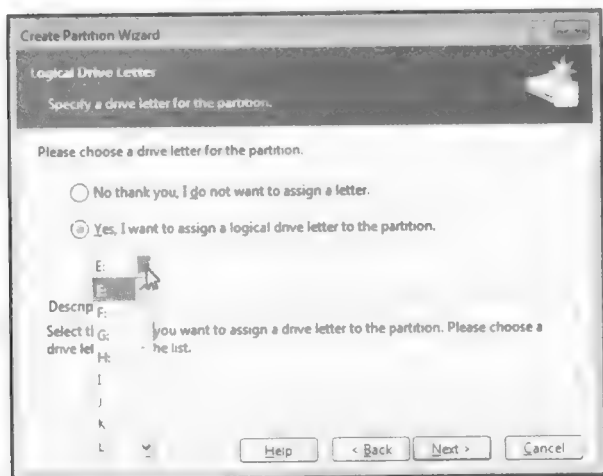 Create Partition Wizard
Logical Drive Letter
Specify a drive letter for the partition.
Please choose a drive letter for the partition.
No thank you, I do not want to assign a letter.
Yes, I want to assign a logical drive letter to the partition.
E:
E:
Descrip
F:
Select t
G:
you want to assign a drive letter to the partition. Please choose a
drive let
H:
he list.
I
J
K
L
Help
< Back
Next >
Cancel